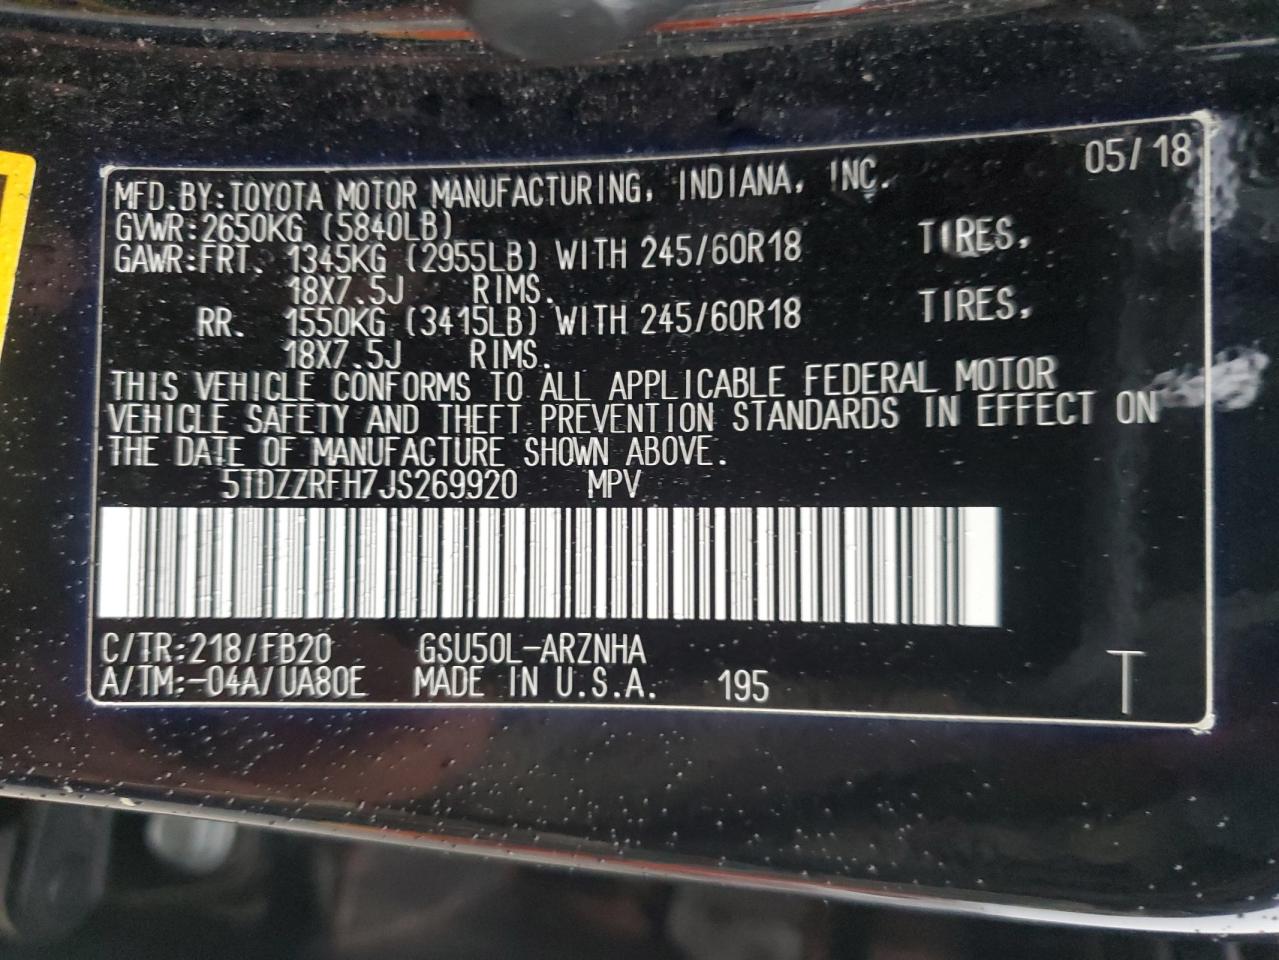 05/18
MFD.BY:TOYOTA MOTOR MANUFACTURING, INDIANA, INC.
GVWR:2650KG (5840LB)
GAWR:FRT. 1345KG (2955LB) WITH 245/60R18 TIRES,
18X7.5J RIMS.
RR. 1550KG (3415LB) WITH 245/60R18 TIRES,
18X7.5J RIMS.
THIS VEHICLE CONFORMS TO ALL APPLICABLE FEDERAL MOTOR
VEHICLE SAFETY AND THEFT PREVENTION STANDARDS IN EFFECT ON
THE DATE OF MANUFACTURE SHOWN ABOVE.
5TDZZRFH7JS269920 MPV
C/TR:218/FB20 GSU50L-ARZNHA
A/TM:-04A/UA80E MADE IN U.S.A. 195 T